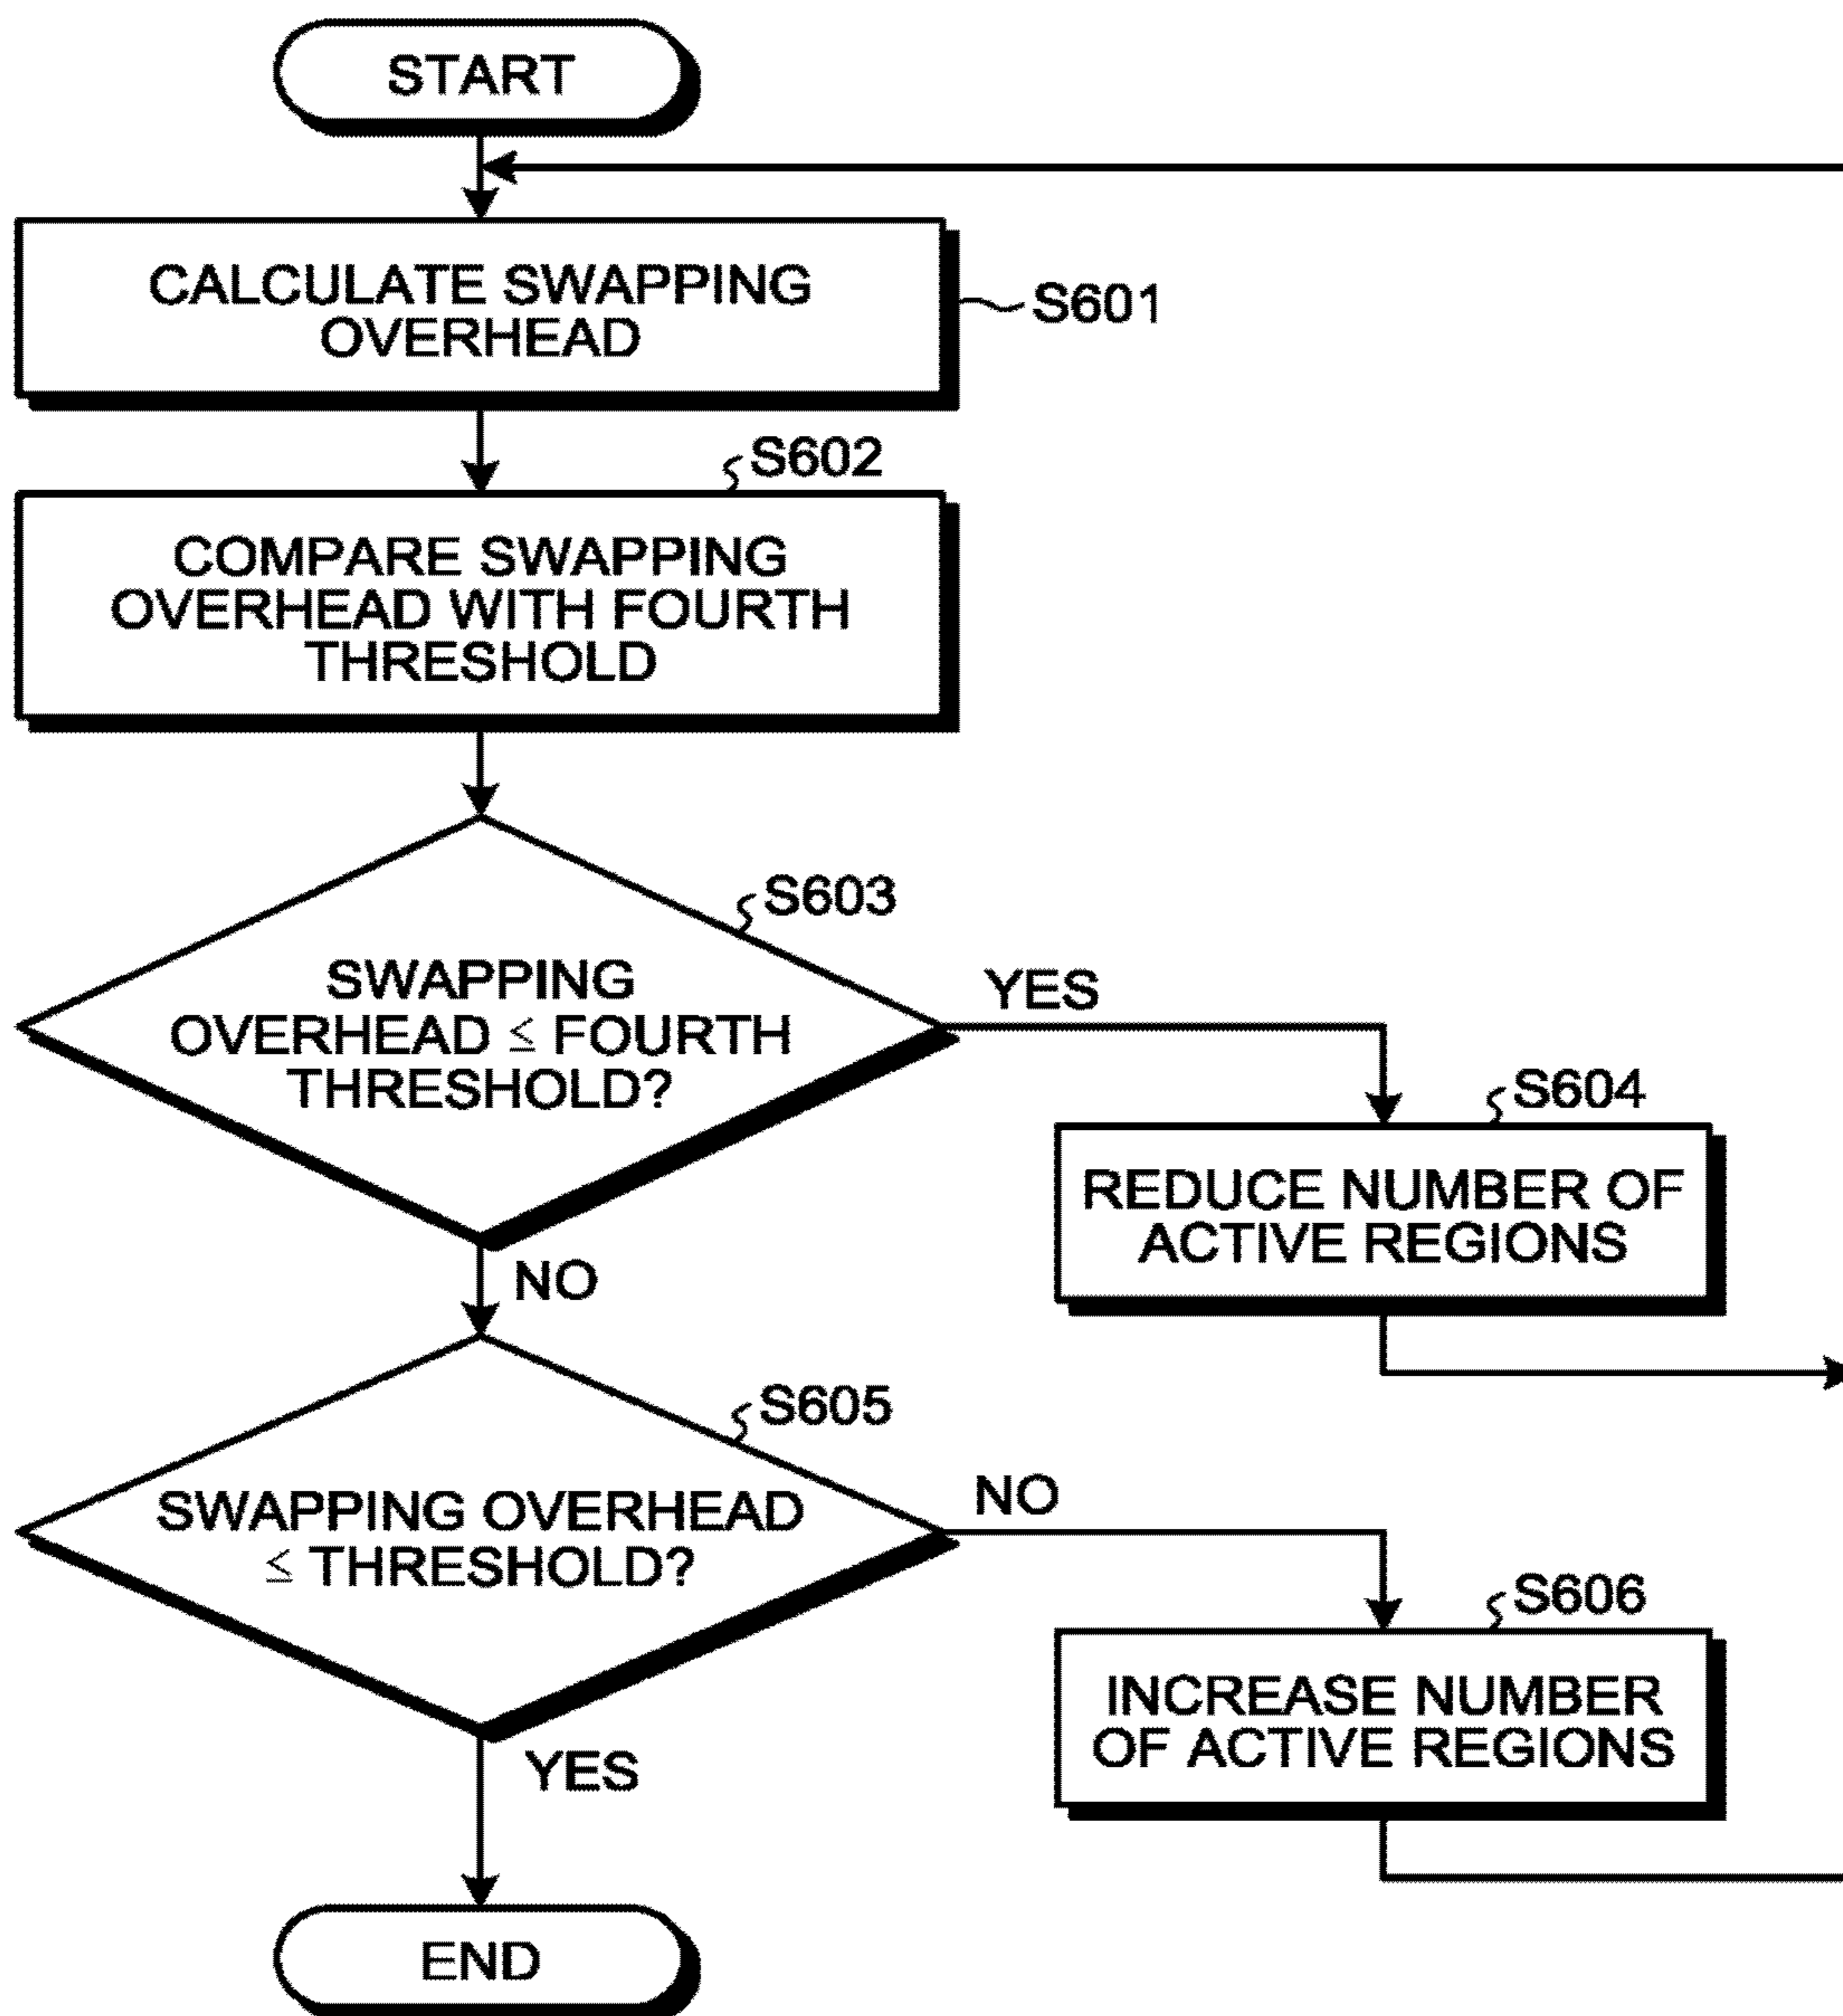 START
CALCULATE SWAPPING
OVERHEAD
S601
S602
COMPARE SWAPPING
OVERHEAD WITH FOURTH
THRESHOLD
S603
SWAPPING
OVERHEAD ≤ FOURTH
THRESHOLD?
YES
S604
REDUCE NUMBER OF
ACTIVE REGIONS
NO
S605
SWAPPING OVERHEAD
≤ THRESHOLD?
NO
S606
INCREASE NUMBER
OF ACTIVE REGIONS
YES
END